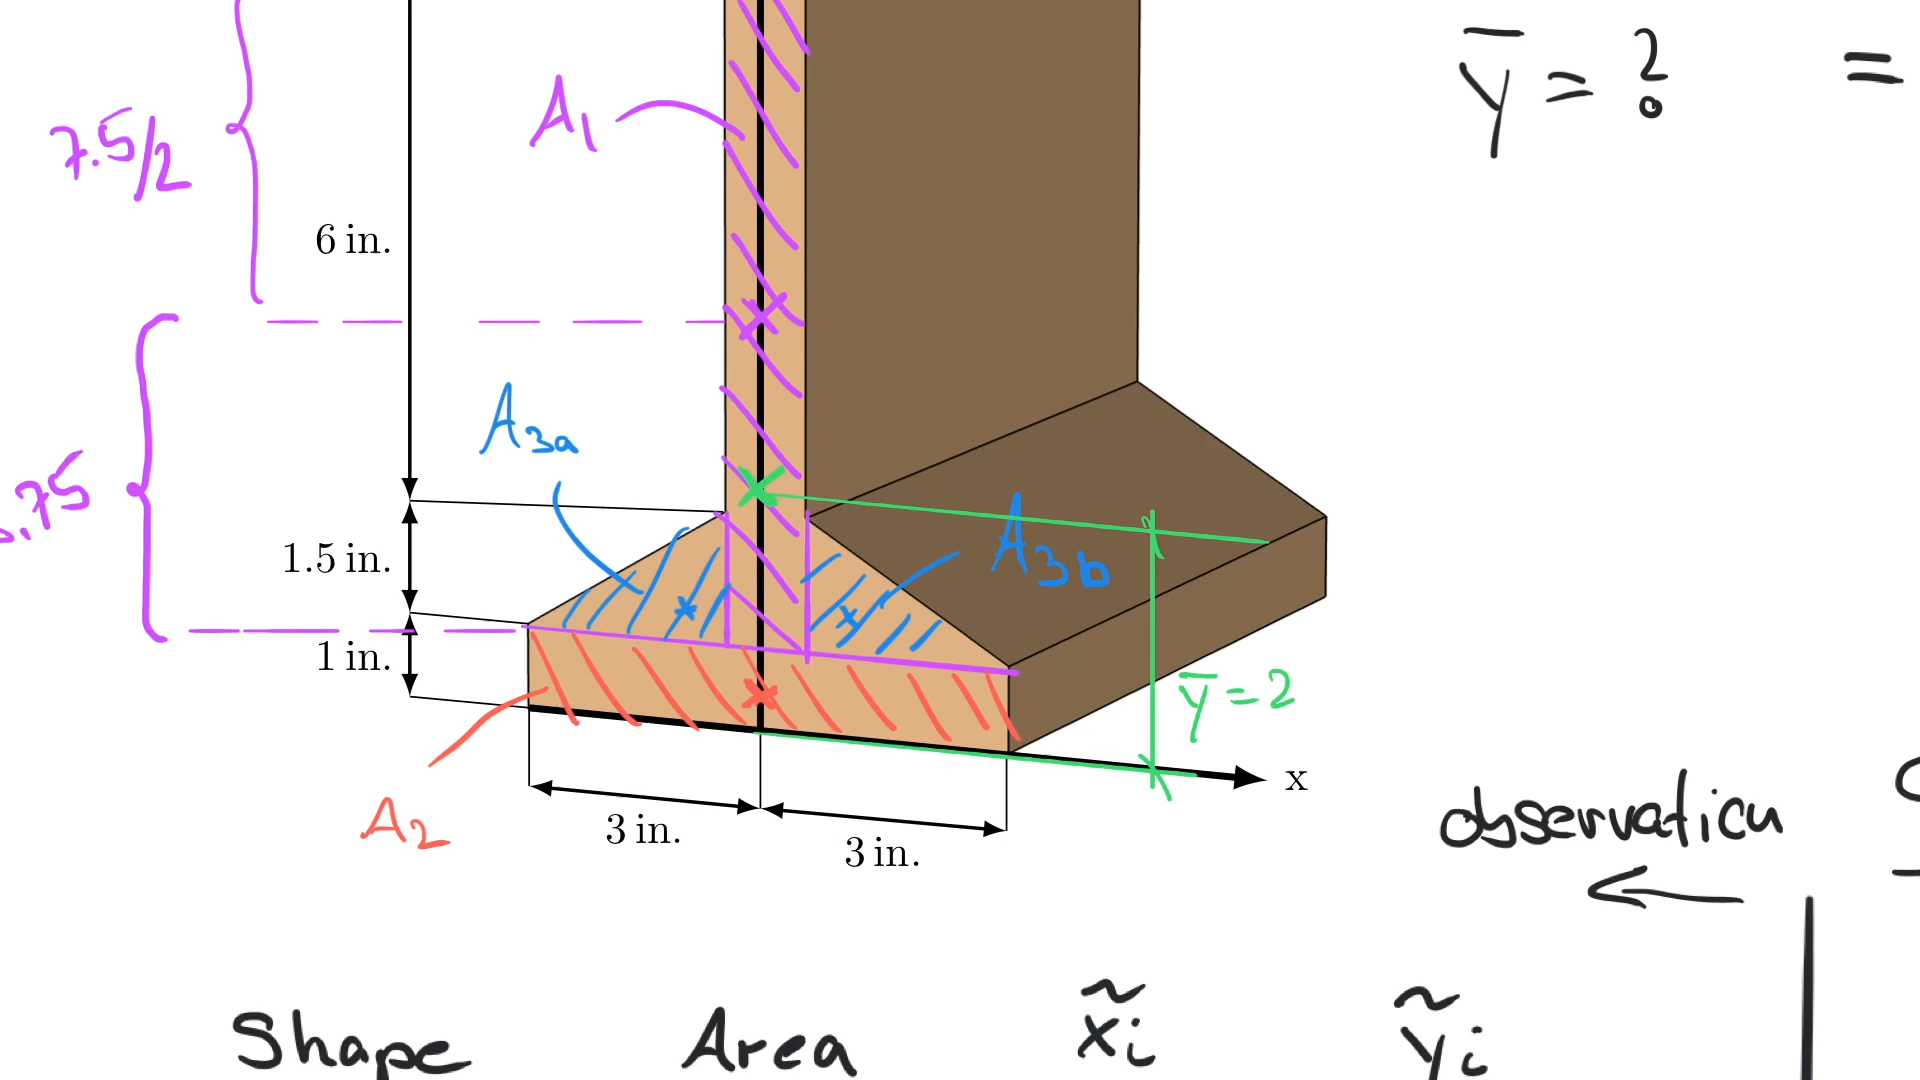 7.5/2
A1
y = ? =
6 in.
A3a
.75
1.5 in.
A3b
1 in.
y = 2
x
3 in.
3 in.
A2
observation
Shape Area x̃i ỹi